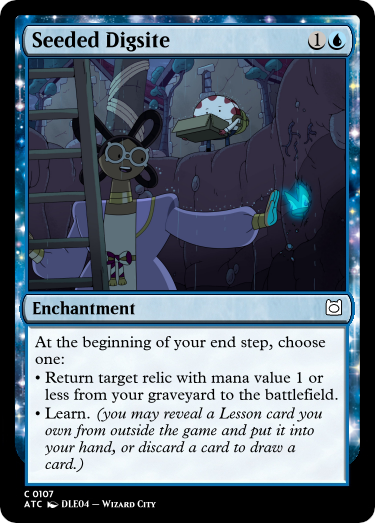 Seeded Digsite 1
Enchantment
At the beginning of your end step, choose
one:
• Return target relic with mana value 1 or
less from your graveyard to the battlefield.
• Learn. (you may reveal a Lesson card you
own from outside the game and put it into
your hand, or discard a card to draw a
card.)
C 0107
ATC DLE04 — Wizard City